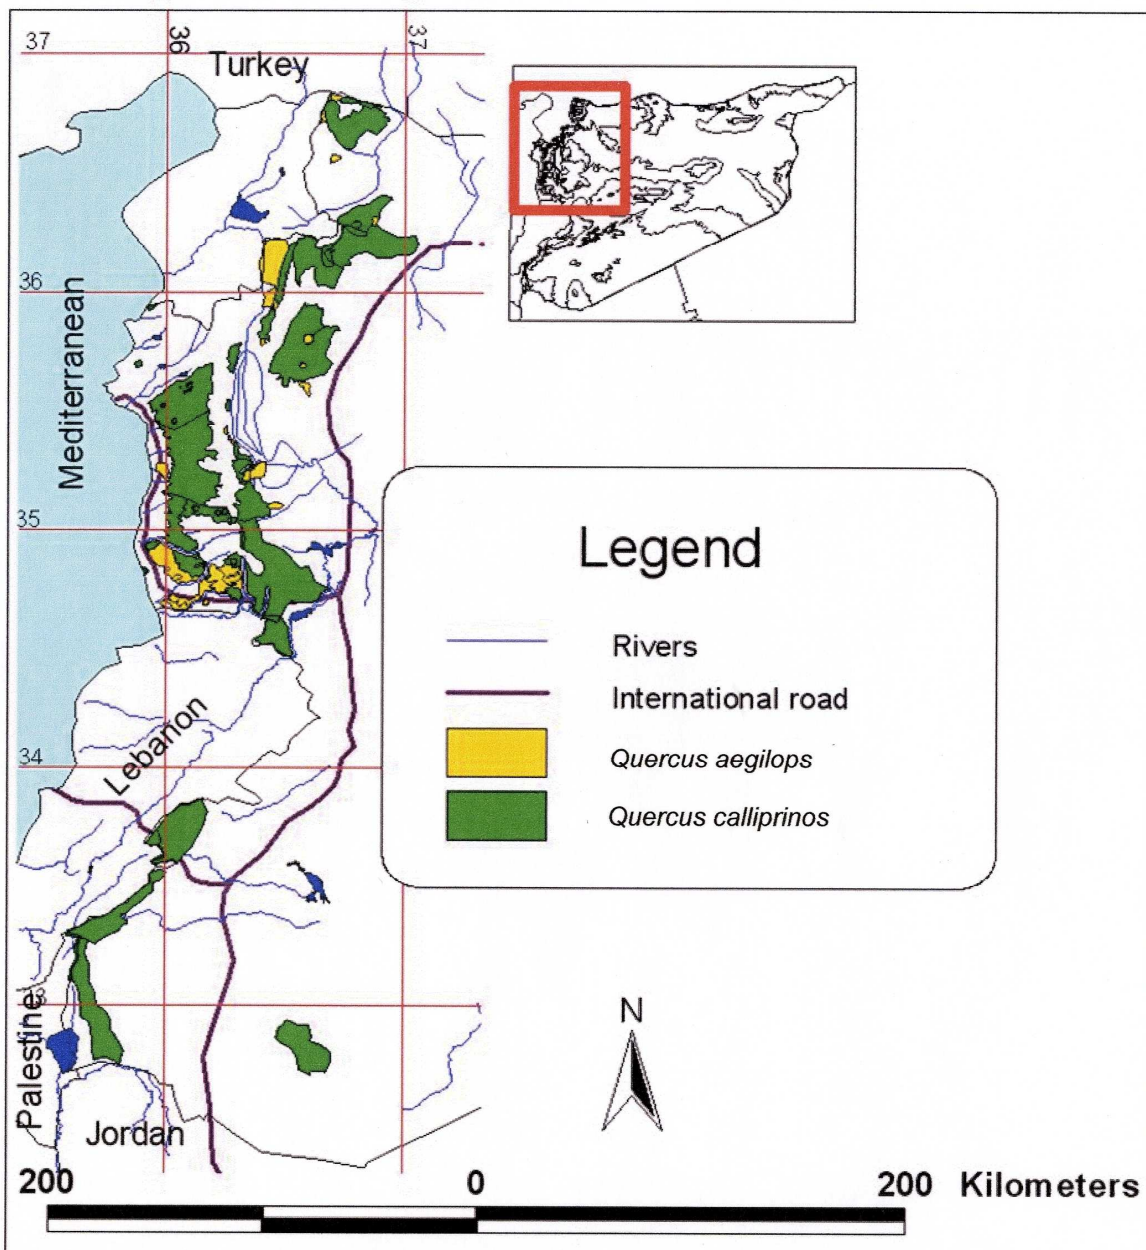 37
36
37
Turkey
36
Mediterranean
35
Legend
Rivers
International road
Quercus aegilops
Quercus calliprinos
34
Lebanon
Palestine
Jordan
N
200 0 200 Kilometers